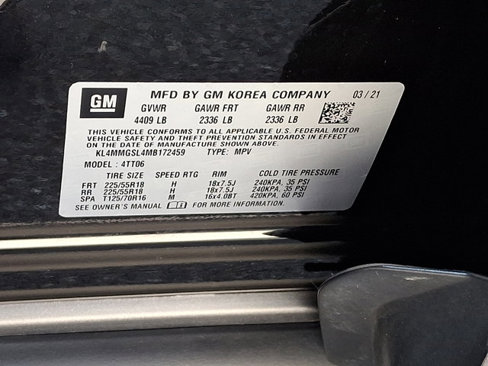 GM MFD BY GM KOREA COMPANY 03/21
GVWR GAWR FRT GAWR RR
4409 LB 2336 LB 2336 LB
THIS VEHICLE CONFORMS TO ALL APPLICABLE U.S. FEDERAL MOTOR
VEHICLE SAFETY AND THEFT PREVENTION STANDARDS IN EFFECT
ON THE DATE OF MANUFACTURE SHOWN ABOVE.
KL4MMGSL4MB172459 TYPE: MPV
MODEL : 4TT06
TIRE SIZE SPEED RTG RIM COLD TIRE PRESSURE
FRT 225/55R18 H 18x7.5J 240KPA, 35 PSI
RR 225/55R18 H 18x7.5J 240KPA, 35 PSI
SPA T125/70R16 M 16x4.0BT 420KPA, 60 PSI
SEE OWNER'S MANUAL FOR MORE INFORMATION.